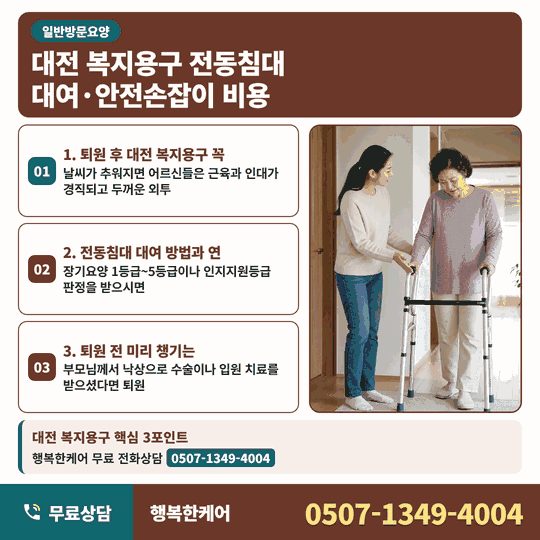 일반방문요양
대전 복지용구 전동침대
대여·안전손잡이 비용
01
1. 퇴원 후 대전 복지용구 꼭
날씨가 추워지면 어르신들은 근육과 인대가
경직되고 두꺼운 외투
02
2. 전동침대 대여 방법과 연
장기요양 1등급~5등급이나 인지지원등급
판정을 받으시면
03
3. 퇴원 전 미리 챙기는
부모님께서 낙상으로 수술이나 입원 치료를
받으셨다면 퇴원
대전 복지용구 핵심 3포인트
행복한케어 무료 전화상담 0507-1349-4004
무료상담 행복한케어 0507-1349-4004